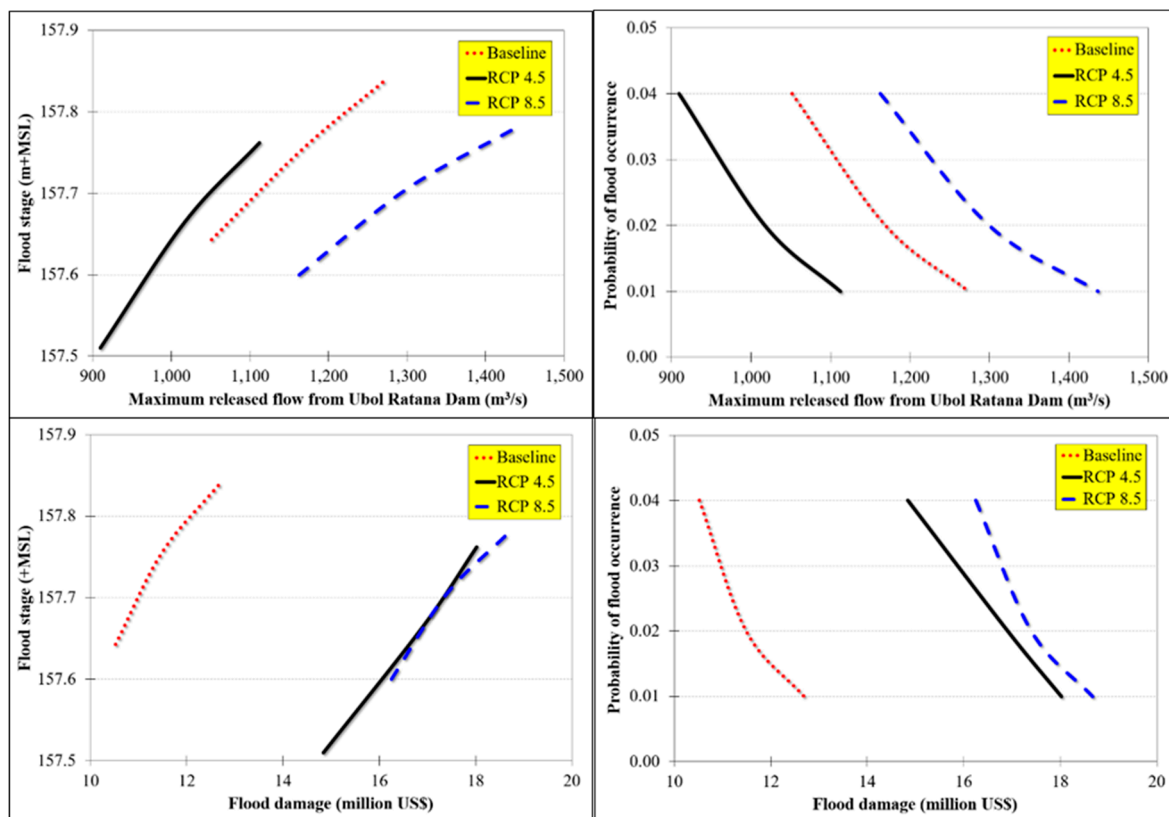 157.9
157.8
157.7
157.6
157.5
Flood stage (m+MSL)
Baseline
RCP 4.5
RCP 8.5
900 1,000 1,100 1,200 1,300 1,400 1,500
Maximum released flow from Ubol Ratana Dam (m³/s)
0.05
0.04
0.03
0.02
0.01
0.00
Probability of flood occurrence
Baseline
RCP 4.5
RCP 8.5
900 1,000 1,100 1,200 1,300 1,400 1,500
Maximum released flow from Ubol Ratana Dam (m³/s)
157.9
157.8
157.7
157.6
157.5
Flood stage (+MSL)
Baseline
RCP 4.5
RCP 8.5
10 12 14 16 18 20
Flood damage (million US$)
0.05
0.04
0.03
0.02
0.01
0.00
Probability of flood occurrence
Baseline
RCP 4.5
RCP 8.5
10 12 14 16 18 20
Flood damage (million US$)